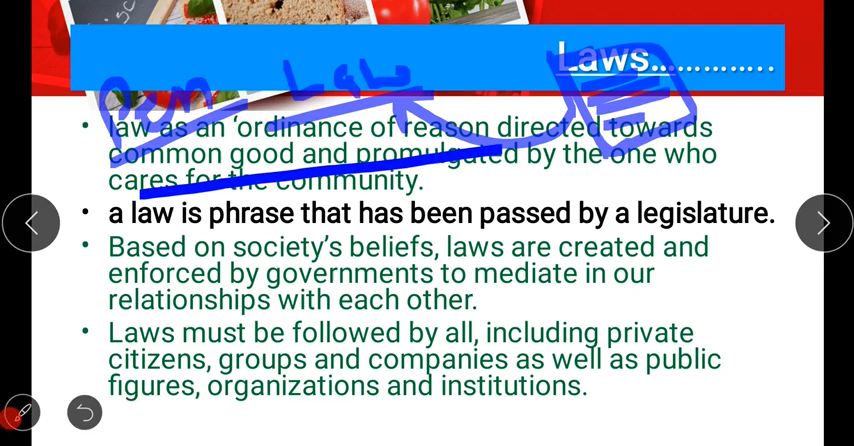 isc
Laws…………..
Pen Law
• law as an ‘ordinance of reason directed towards
common good and promulgated by the one who
cares for the community.
• a law is phrase that has been passed by a legislature.
• Based on society’s beliefs, laws are created and
enforced by governments to mediate in our
relationships with each other.
• Laws must be followed by all, including private
citizens, groups and companies as well as public
figures, organizations and institutions.